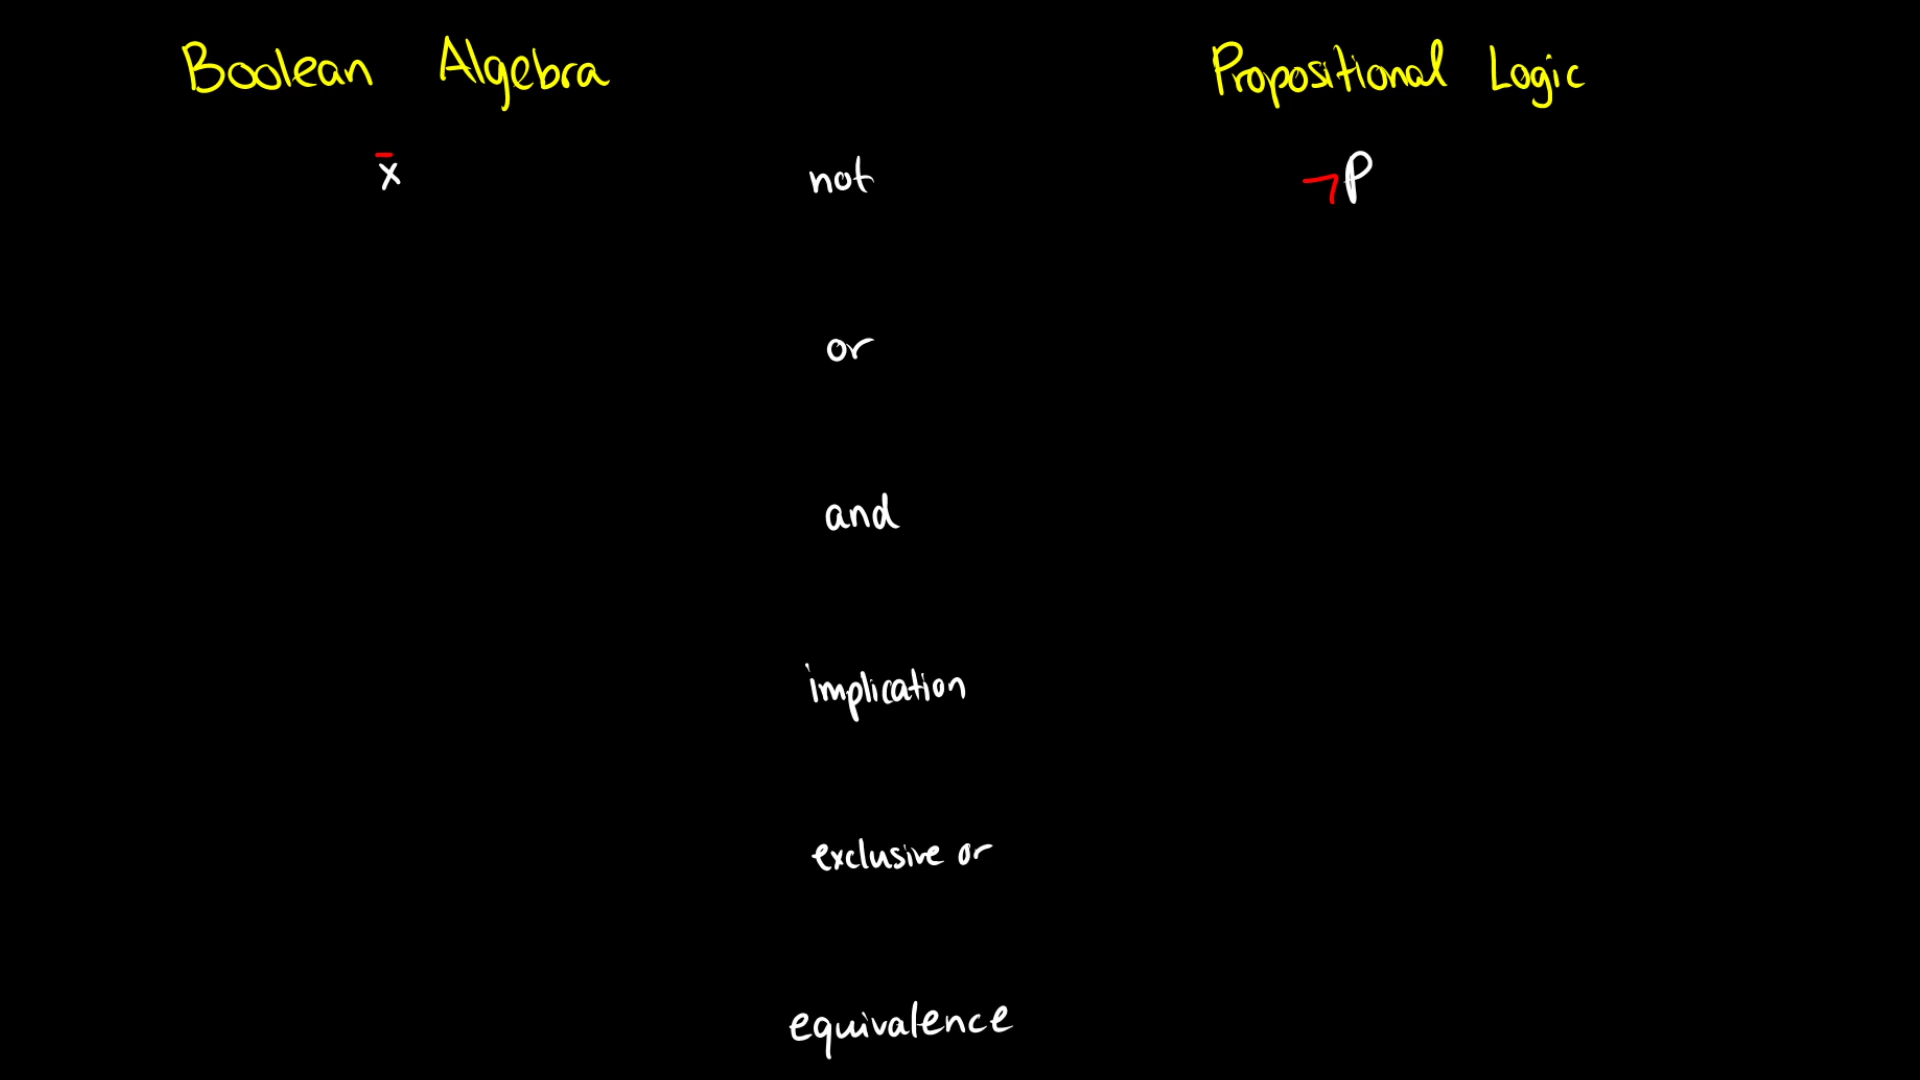 Boolean Algebra Propositional Logic
x̄ not ¬P
or
and
implication
exclusive or
equivalence